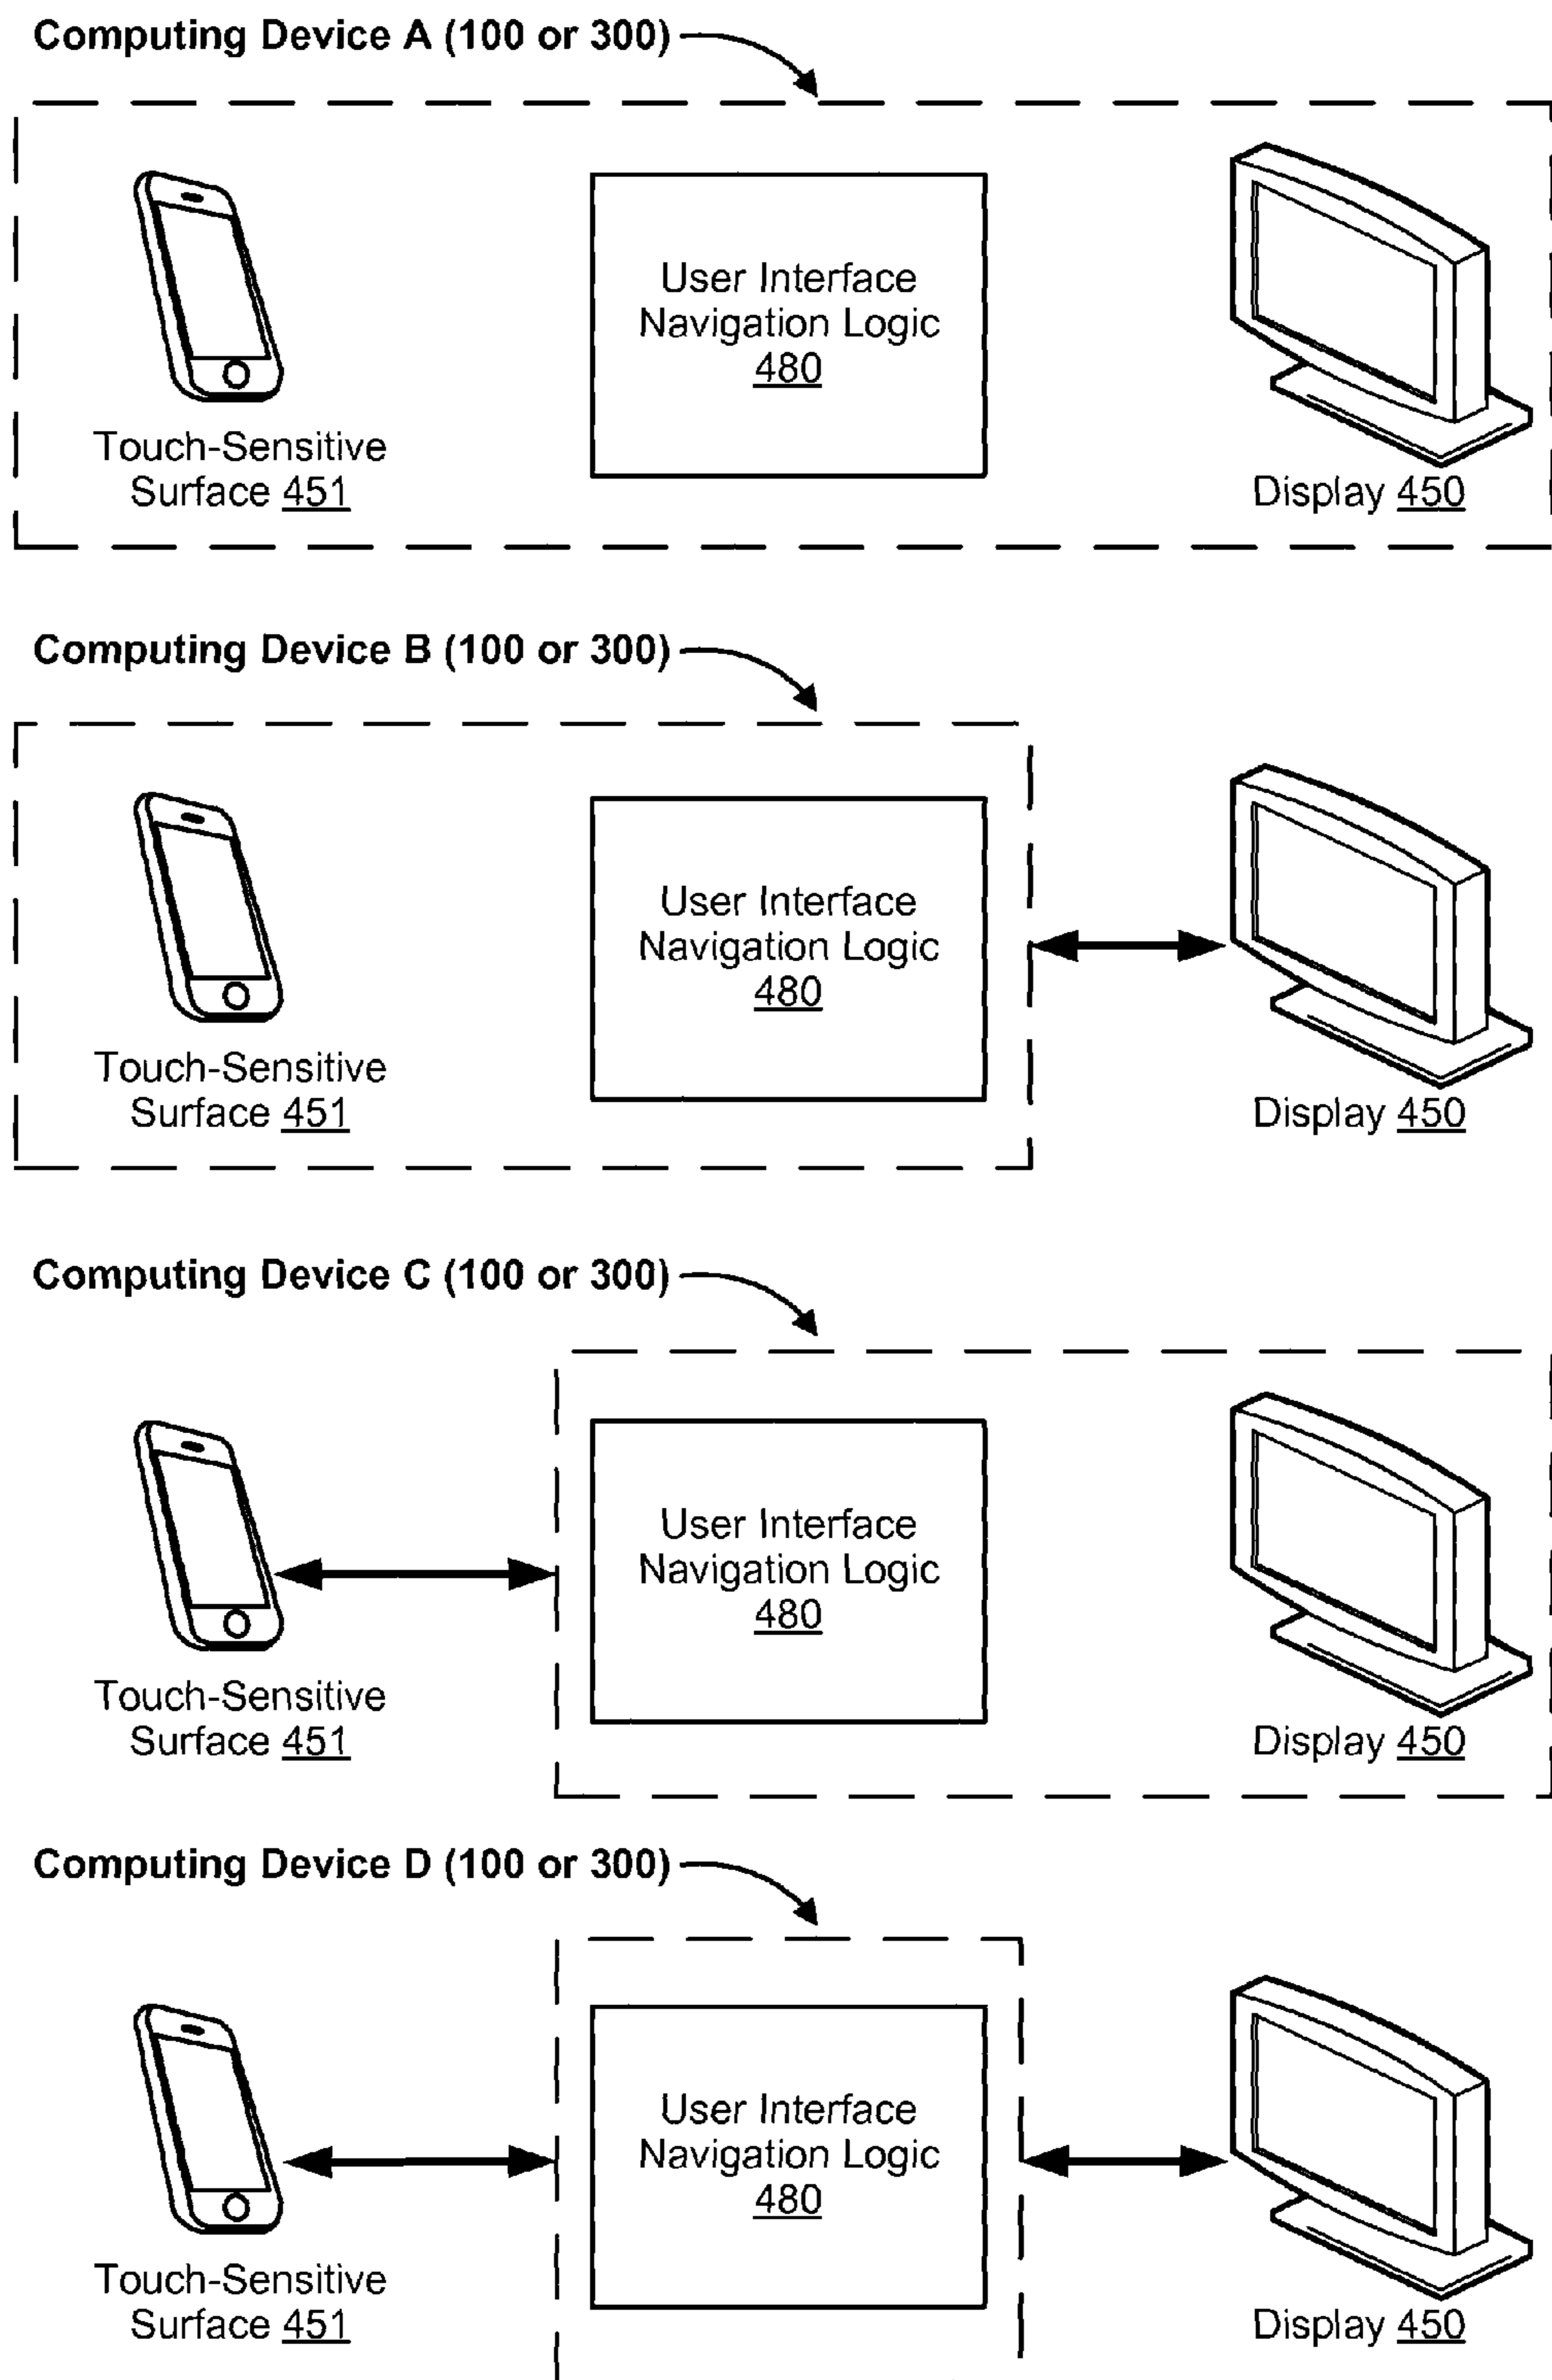 Computing Device A (100 or 300)
User Interface
Navigation Logic
480
Touch-Sensitive
Surface 451
Display 450
Computing Device B (100 or 300)
User Interface
Navigation Logic
480
Touch-Sensitive
Surface 451
Display 450
Computing Device C (100 or 300)
User Interface
Navigation Logic
480
Touch-Sensitive
Surface 451
Display 450
Computing Device D (100 or 300)
User Interface
Navigation Logic
480
Touch-Sensitive
Surface 451
Display 450